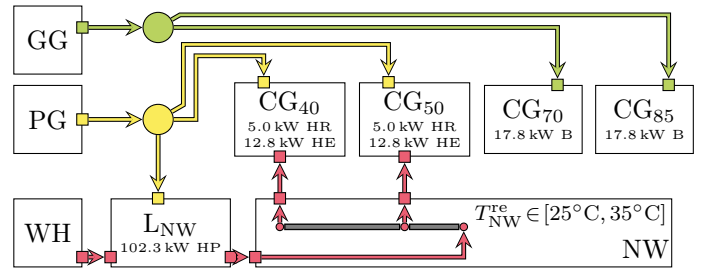 GG
PG
CG₄₀
5.0 kW HR
12.8 kW HE
CG₅₀
5.0 kW HR
12.8 kW HE
CG₇₀
17.8 kW B
CG₈₅
17.8 kW B
WH
L_NW
102.3 kW HP
T^re_NW ∈ [25°C, 35°C]
NW